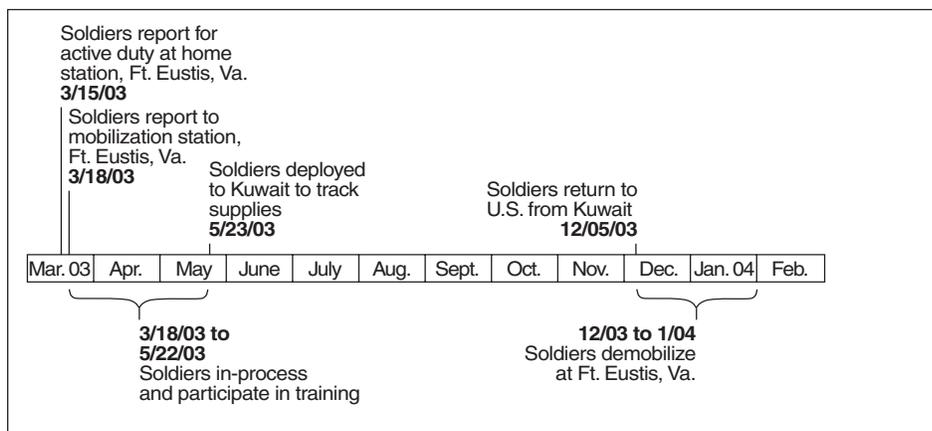 Soldiers report for
active duty at home
station, Ft. Eustis, Va.
3/15/03
Soldiers report to
mobilization station,
Ft. Eustis, Va.
3/18/03
Soldiers deployed
to Kuwait to track
supplies
5/23/03
Soldiers return to
U.S. from Kuwait
12/05/03
Mar. 03 Apr. May June July Aug. Sept. Oct. Nov. Dec. Jan. 04 Feb.
3/18/03 to
5/22/03
Soldiers in-process
and participate in training
12/03 to 1/04
Soldiers demobilize
at Ft. Eustis, Va.